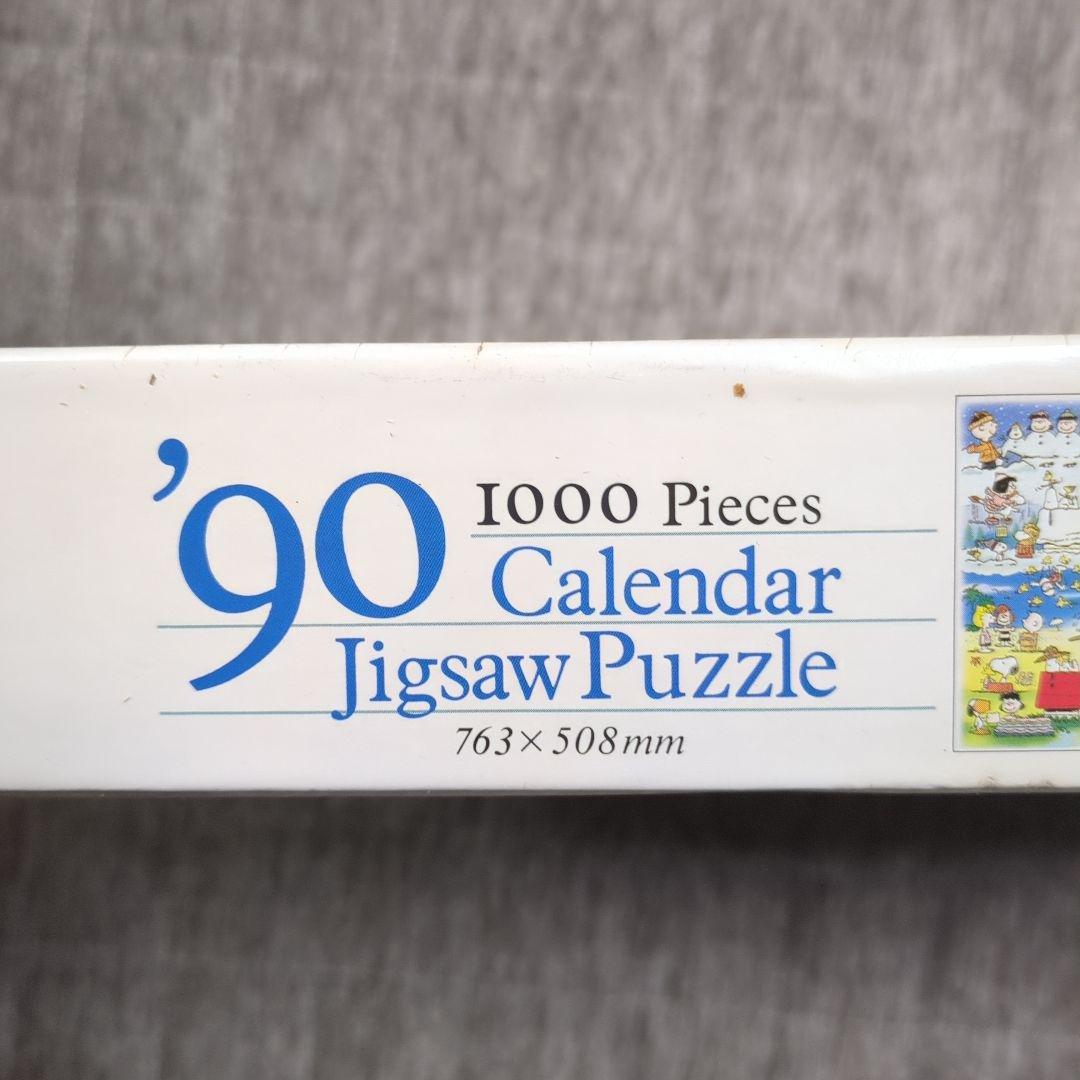 '90
1000 Pieces
Calendar
Jigsaw Puzzle
763×508mm